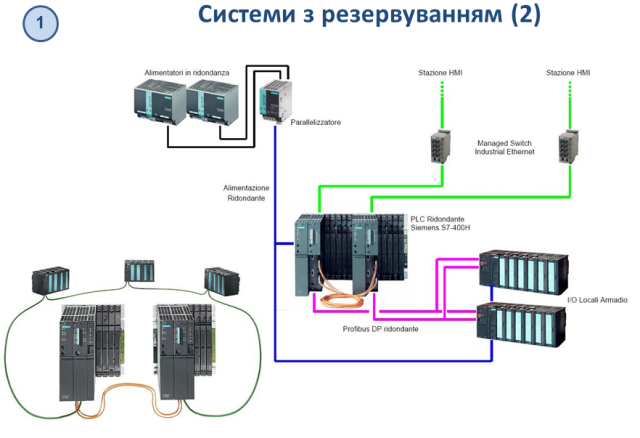 1
Системи з резервуванням (2)
Alimentatori in ridondanza
Stazione HMI
Stazione HMI
Parallelizzatore
Managed Switch
Industrial Ethernet
Alimentazione
Ridondante
PLC Ridondante
Siemens S7-400H
I/O Locali Armadio
Profibus DP ridondante